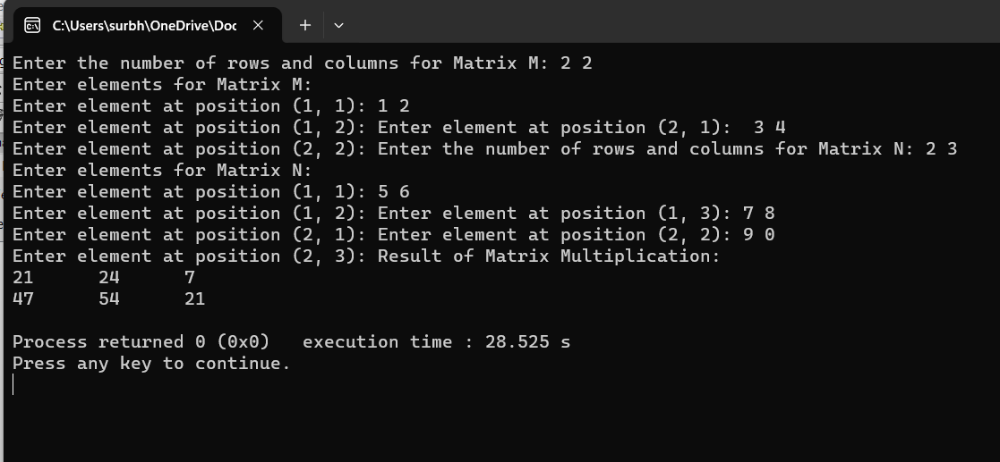 C:\Users\surbh\OneDrive\Doc
Enter the number of rows and columns for Matrix M: 2 2
Enter elements for Matrix M:
Enter element at position (1, 1): 1 2
Enter element at position (1, 2): Enter element at position (2, 1):  3 4
Enter element at position (2, 2): Enter the number of rows and columns for Matrix N: 2 3
Enter elements for Matrix N:
Enter element at position (1, 1): 5 6
Enter element at position (1, 2): Enter element at position (1, 3): 7 8
Enter element at position (2, 1): Enter element at position (2, 2): 9 0
Enter element at position (2, 3): Result of Matrix Multiplication:
21      24      7
47      54      21
Process returned 0 (0x0)   execution time : 28.525 s
Press any key to continue.